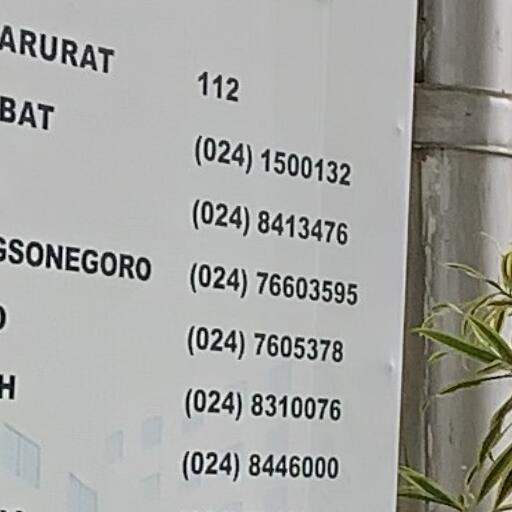 ARURAT 112
BAT (024) 1500132
(024) 8413476
GSONEGORO (024) 76603595
O (024) 7605378
H (024) 8310076
(024) 8446000